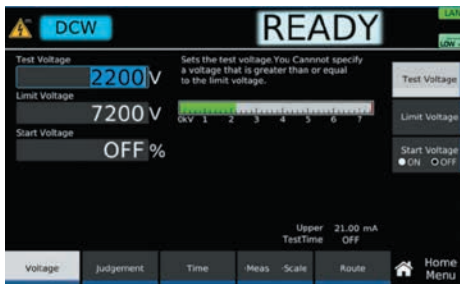 DCW
READY
LAN
LOW
Test Voltage
2200 V
Sets the test voltage.You Cannnot specify
a voltage that is greater than or equal
to the limit voltage.
Limit Voltage
7200 V
0kV 1 2 3 4 5 6 7
Start Voltage
OFF %
Test Voltage
Limit Voltage
Start Voltage
ON OFF
Upper 21.00 mA
TestTime OFF
Voltage
Judgement
Time
·Meas ·Scale
Route
Home
Menu